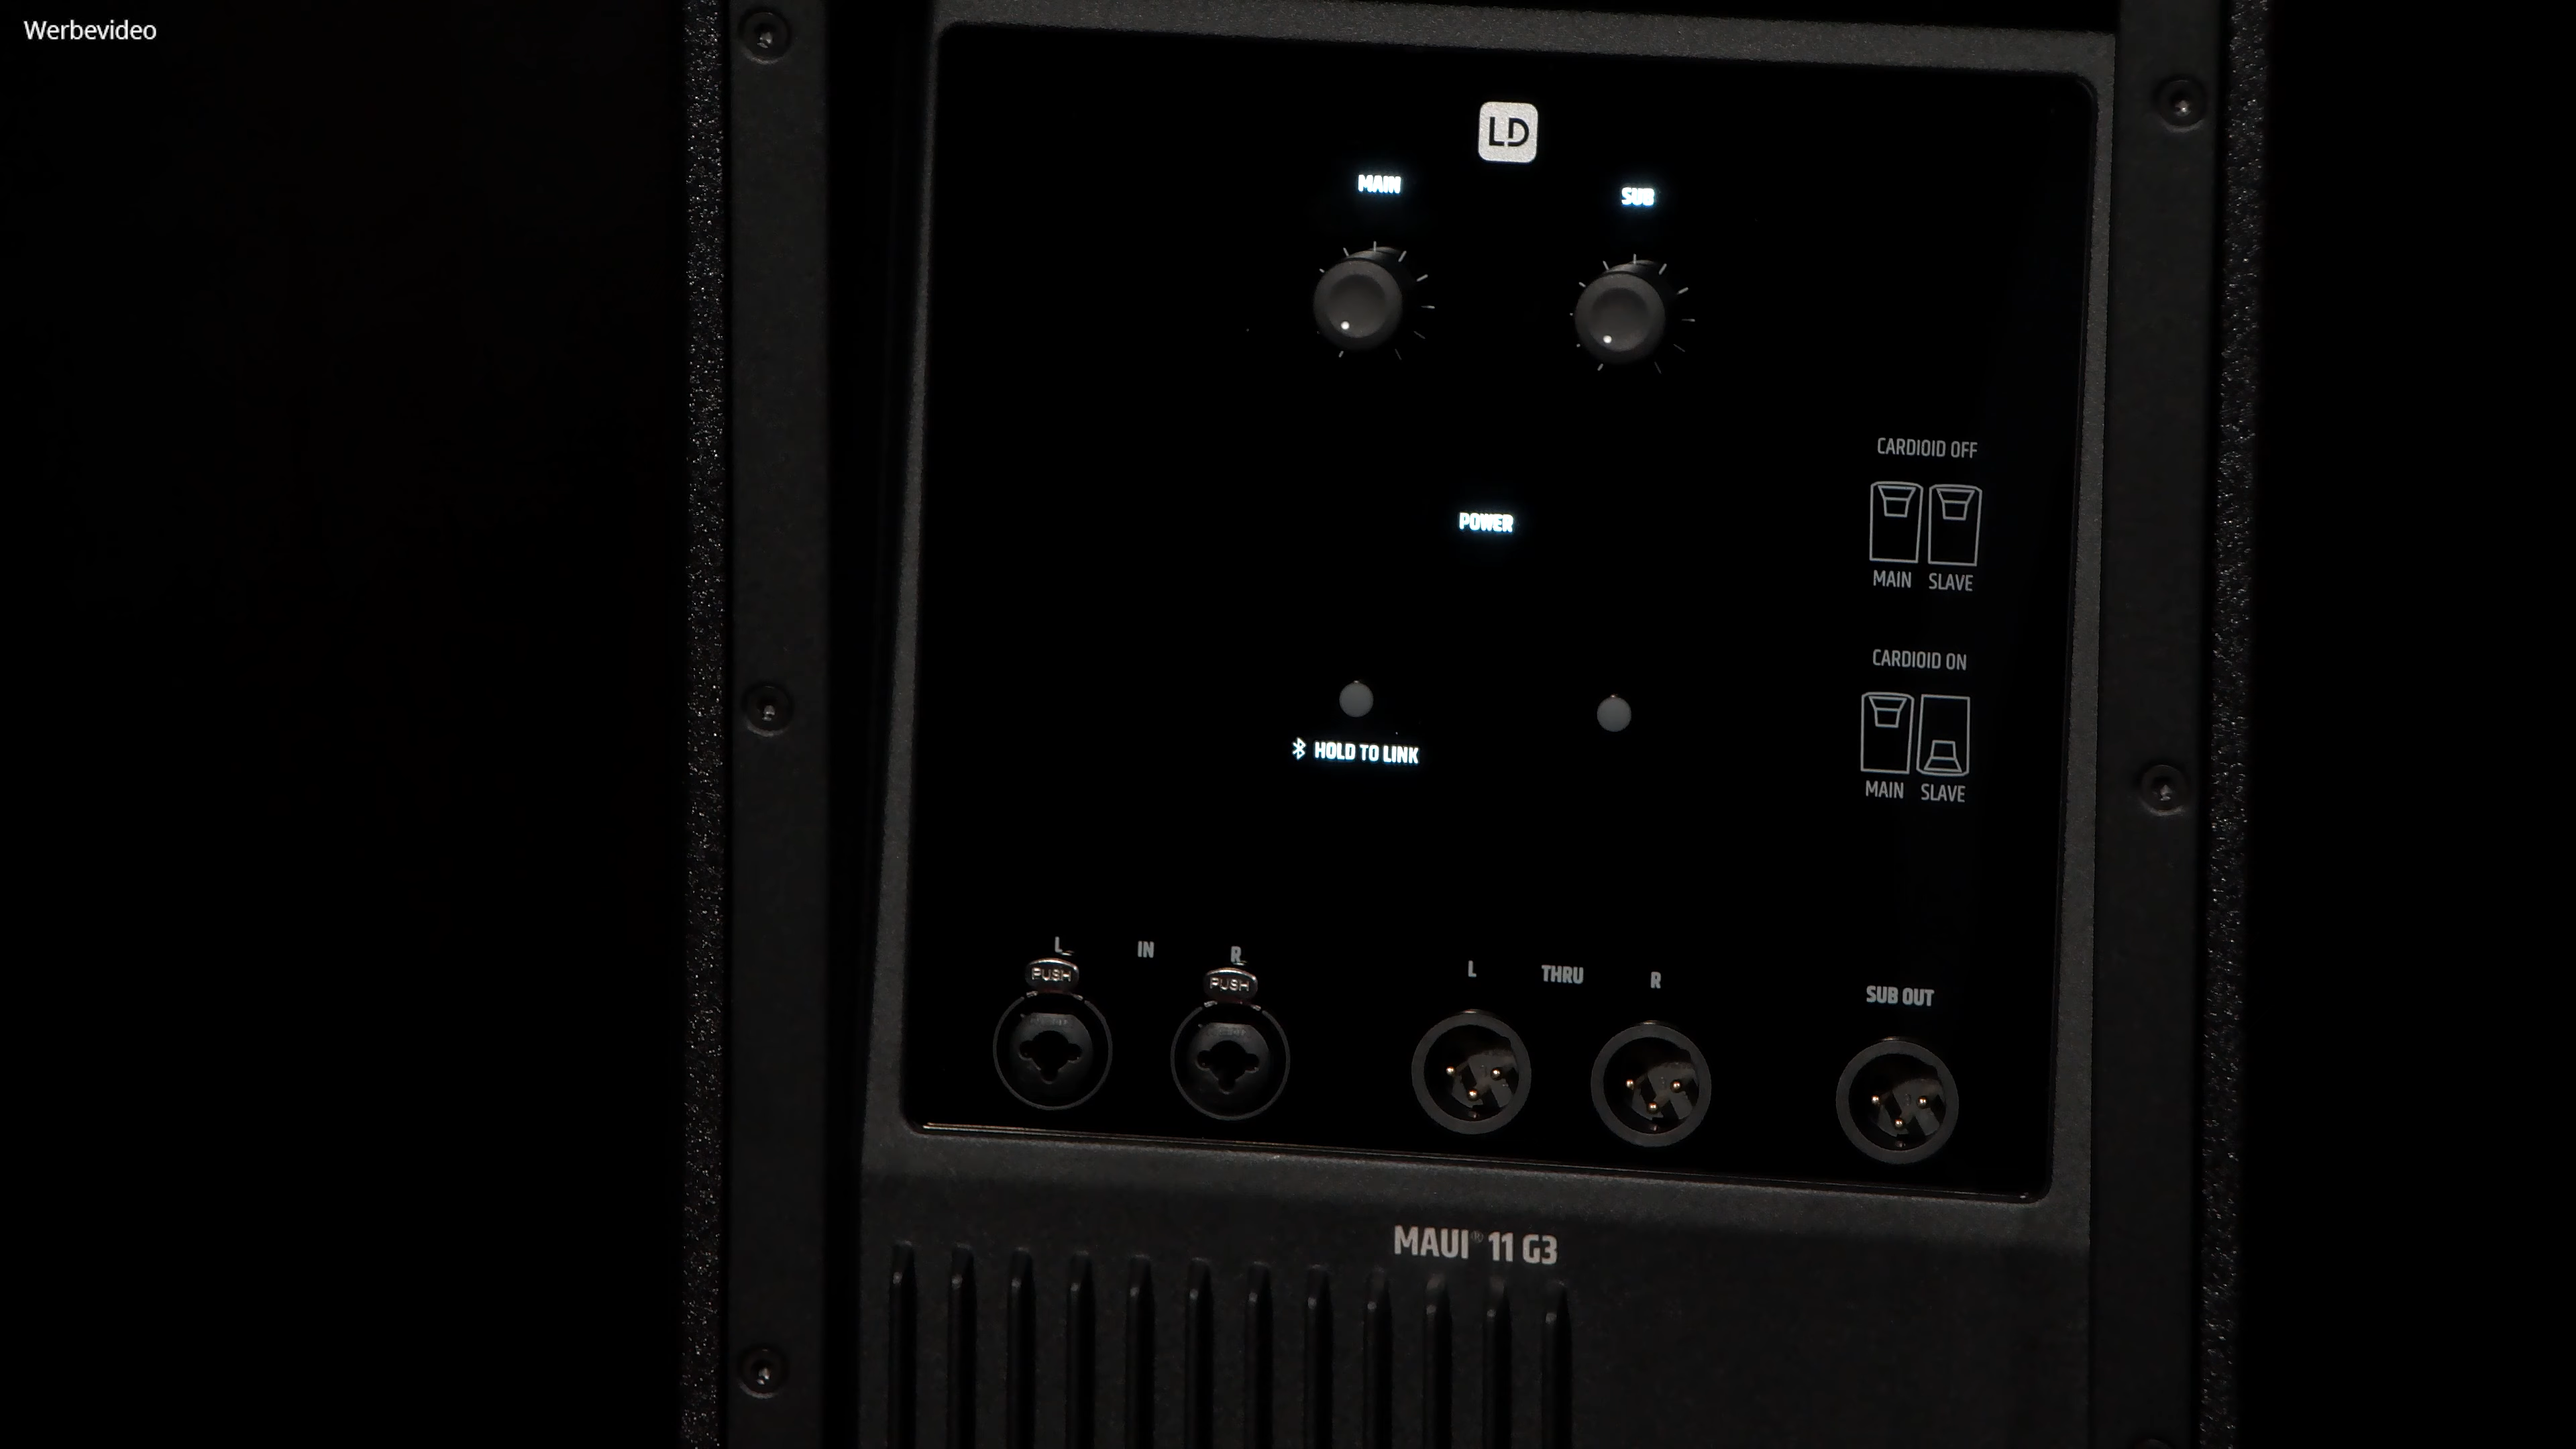 Werbevideo
LD
MAIN
SUB
CARDIOID OFF
MAIN SLAVE
POWER
CARDIOID ON
MAIN SLAVE
HOLD TO LINK
L IN R
PUSH PUSH
L THRU R
SUB OUT
MAUI® 11 G3